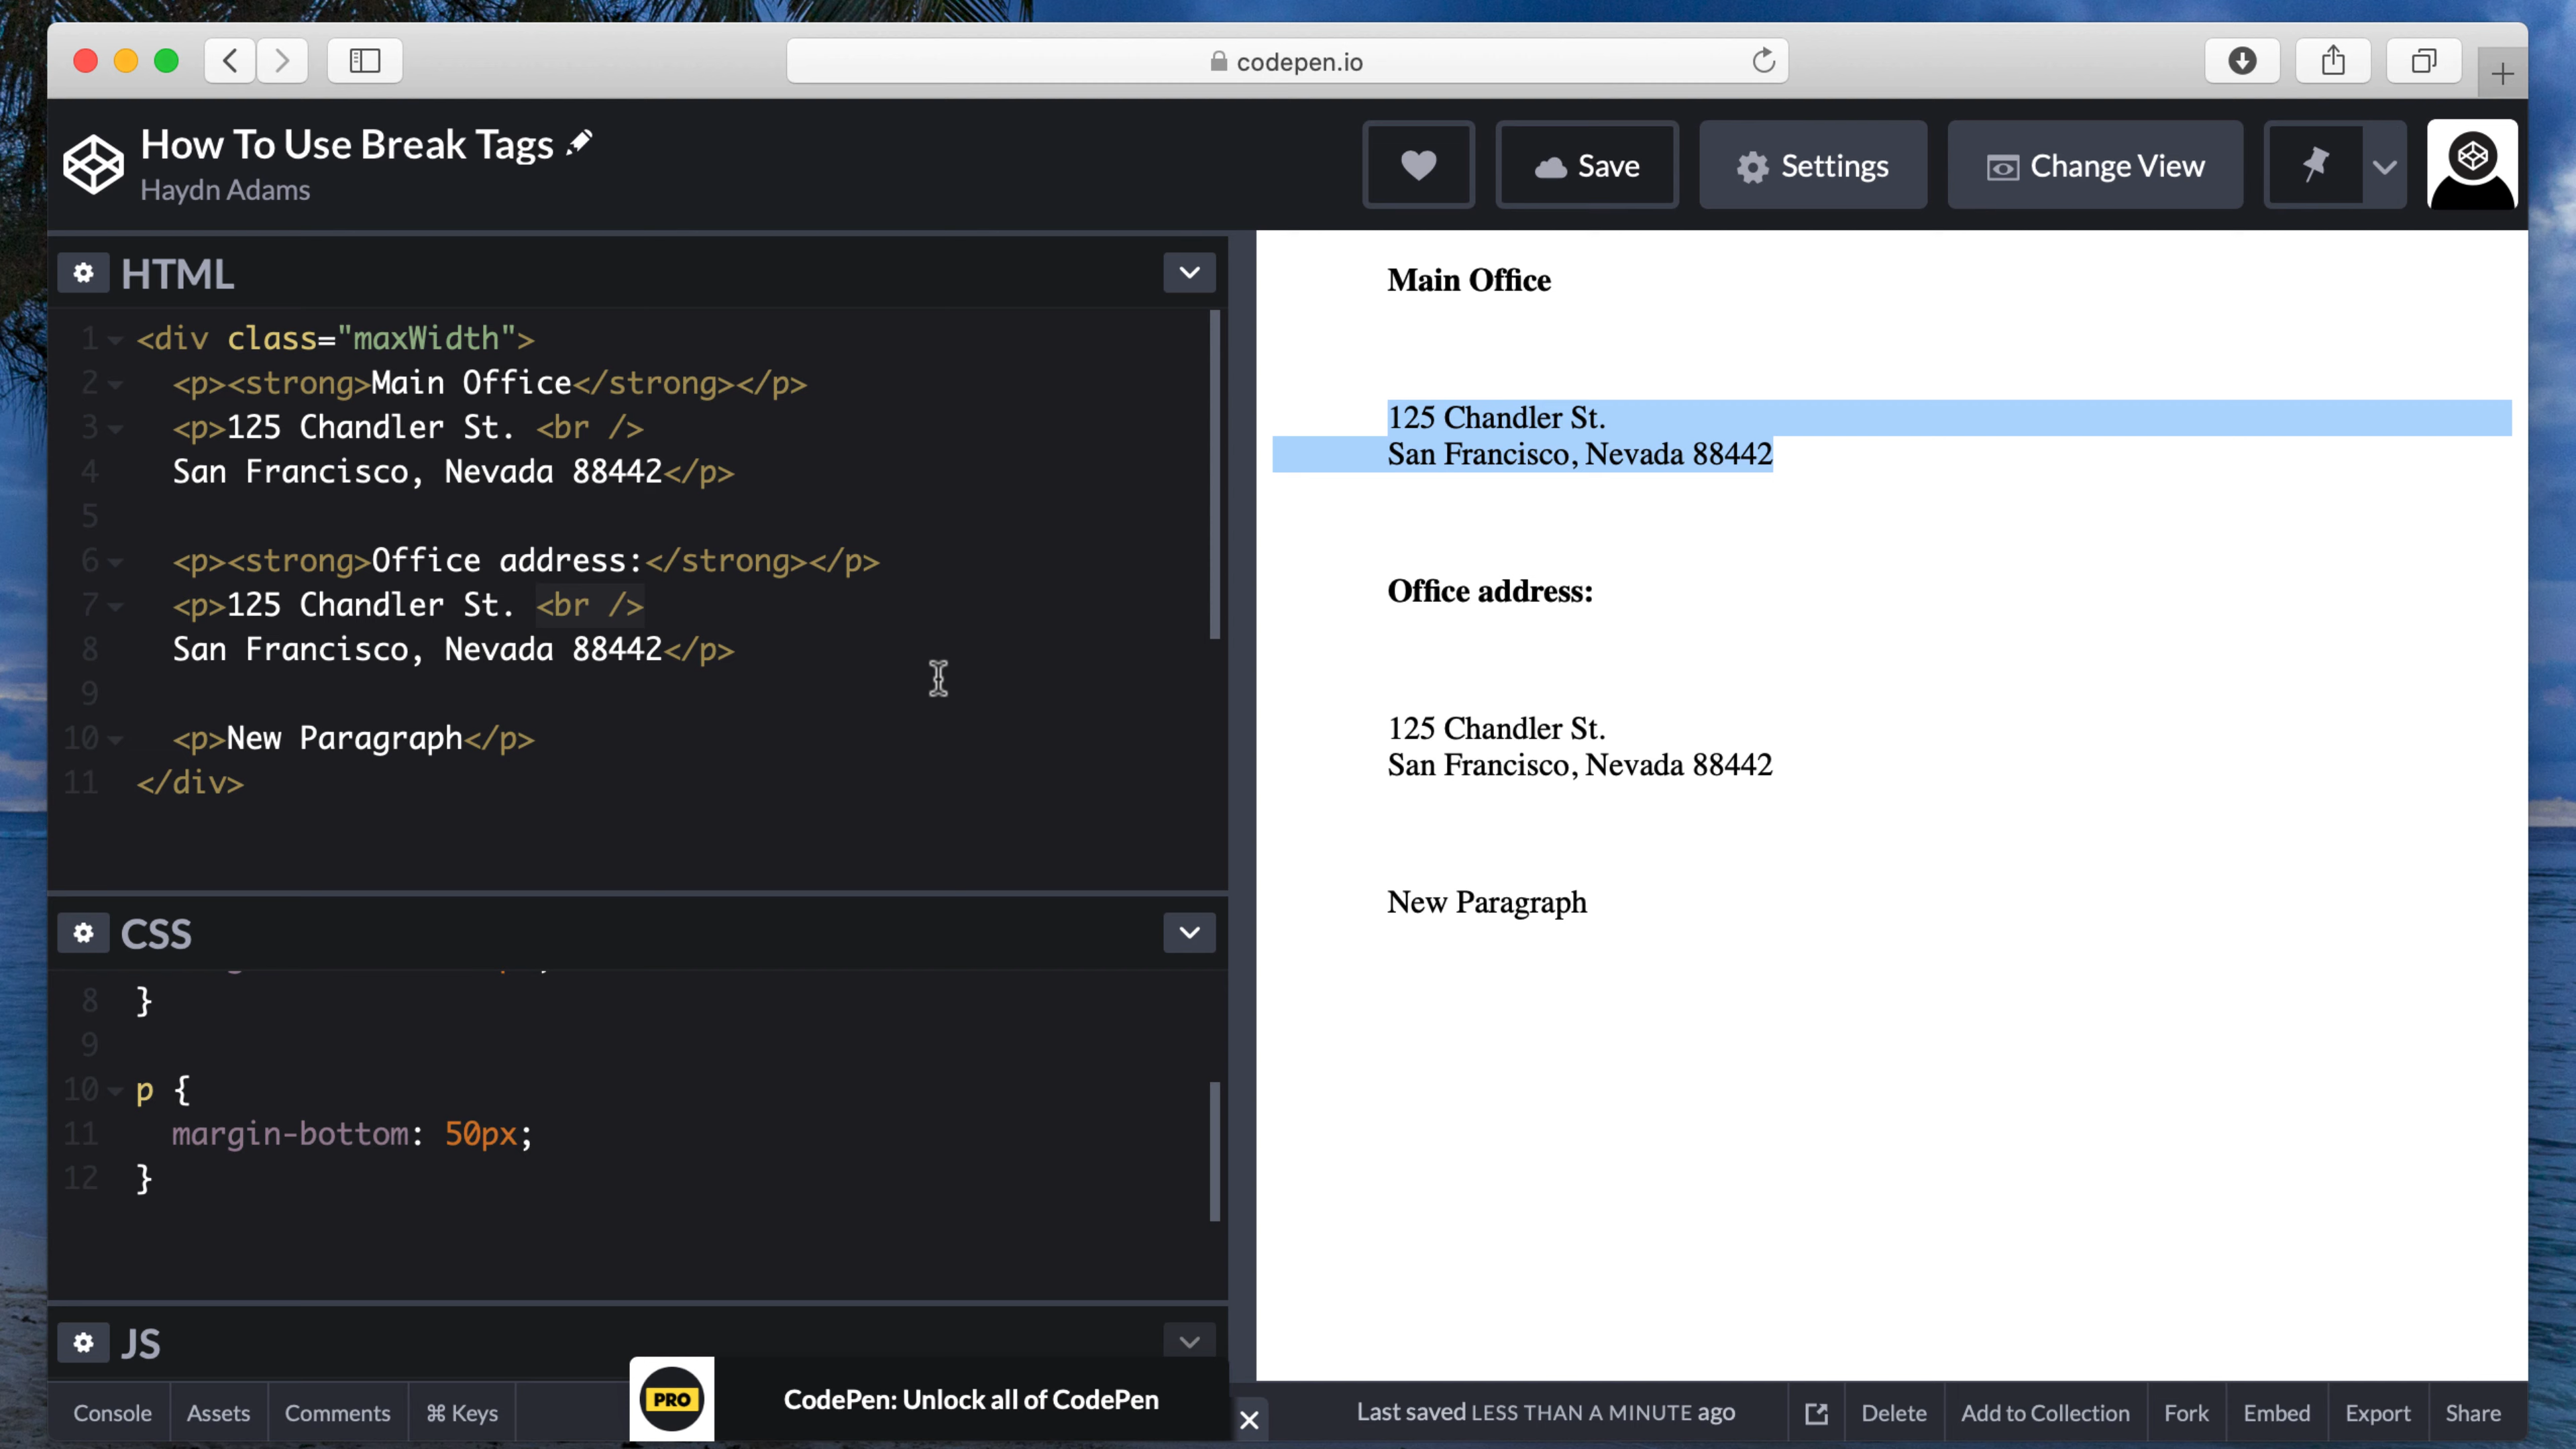 codepen.io
How To Use Break Tags
Haydn Adams
Save
Settings
Change View
HTML
1 <div class="maxWidth">
2 <p><strong>Main Office</strong></p>
3 <p>125 Chandler St. <br />
4 San Francisco, Nevada 88442</p>
5
6 <p><strong>Office address:</strong></p>
7 <p>125 Chandler St. <br />
8 San Francisco, Nevada 88442</p>
9
10 <p>New Paragraph</p>
11 </div>
CSS
8 }
9
10 p {
11 margin-bottom: 50px;
12 }
JS
Main Office
125 Chandler St.
San Francisco, Nevada 88442
Office address:
125 Chandler St.
San Francisco, Nevada 88442
New Paragraph
Console Assets Comments ⌘ Keys
PRO
CodePen: Unlock all of CodePen
Last saved LESS THAN A MINUTE ago
Delete Add to Collection Fork Embed Export Share